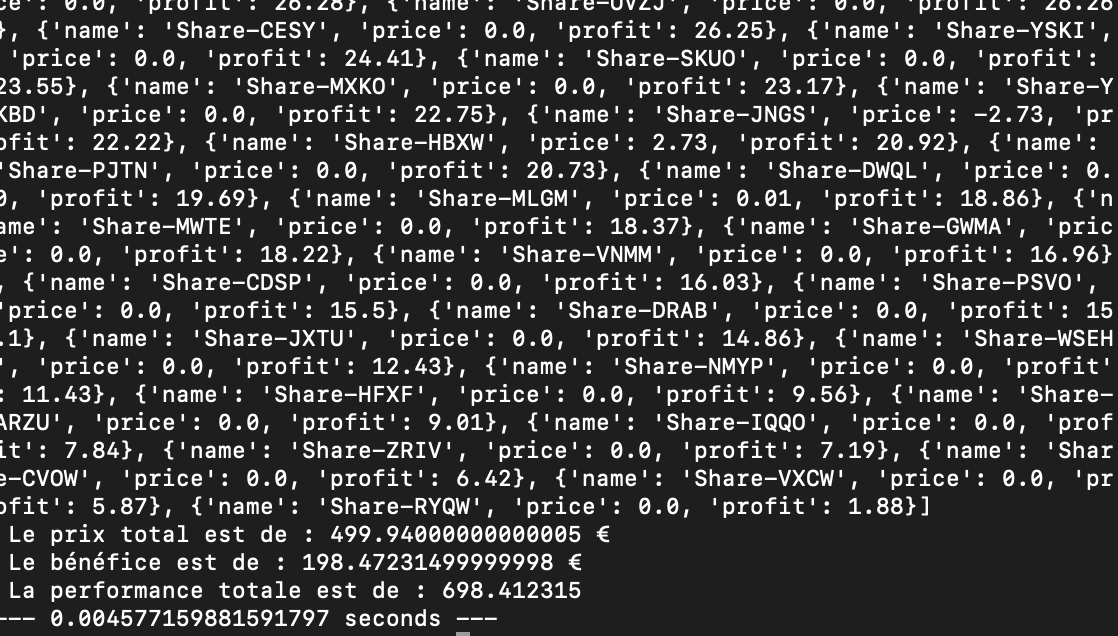 ce': 0.0, 'profit': 26.28}, {'name': 'Share-UVZJ', 'price': 0.0, 'profit': 26.26
}, {'name': 'Share-CESY', 'price': 0.0, 'profit': 26.25}, {'name': 'Share-YSKI',
'price': 0.0, 'profit': 24.41}, {'name': 'Share-SKUO', 'price': 0.0, 'profit':
23.55}, {'name': 'Share-MXKO', 'price': 0.0, 'profit': 23.17}, {'name': 'Share-Y
KBD', 'price': 0.0, 'profit': 22.75}, {'name': 'Share-JNGS', 'price': -2.73, 'pr
ofit': 22.22}, {'name': 'Share-HBXW', 'price': 2.73, 'profit': 20.92}, {'name':
'Share-PJTN', 'price': 0.0, 'profit': 20.73}, {'name': 'Share-DWQL', 'price': 0.
0, 'profit': 19.69}, {'name': 'Share-MLGM', 'price': 0.01, 'profit': 18.86}, {'n
ame': 'Share-MWTE', 'price': 0.0, 'profit': 18.37}, {'name': 'Share-GWMA', 'pric
e': 0.0, 'profit': 18.22}, {'name': 'Share-VNMM', 'price': 0.0, 'profit': 16.96}
, {'name': 'Share-CDSP', 'price': 0.0, 'profit': 16.03}, {'name': 'Share-PSVO',
'price': 0.0, 'profit': 15.5}, {'name': 'Share-DRAB', 'price': 0.0, 'profit': 15
.1}, {'name': 'Share-JXTU', 'price': 0.0, 'profit': 14.86}, {'name': 'Share-WSEH
', 'price': 0.0, 'profit': 12.43}, {'name': 'Share-NMYP', 'price': 0.0, 'profit'
: 11.43}, {'name': 'Share-HFXF', 'price': 0.0, 'profit': 9.56}, {'name': 'Share-
ARZU', 'price': 0.0, 'profit': 9.01}, {'name': 'Share-IQQO', 'price': 0.0, 'prof
it': 7.84}, {'name': 'Share-ZRIV', 'price': 0.0, 'profit': 7.19}, {'name': 'Shar
e-CVOW', 'price': 0.0, 'profit': 6.42}, {'name': 'Share-VXCW', 'price': 0.0, 'pr
ofit': 5.87}, {'name': 'Share-RYQW', 'price': 0.0, 'profit': 1.88}]
Le prix total est de : 499.94000000000005 €
Le bénéfice est de : 198.47231499999998 €
La performance totale est de : 698.412315
--- 0.004577159881591797 seconds ---